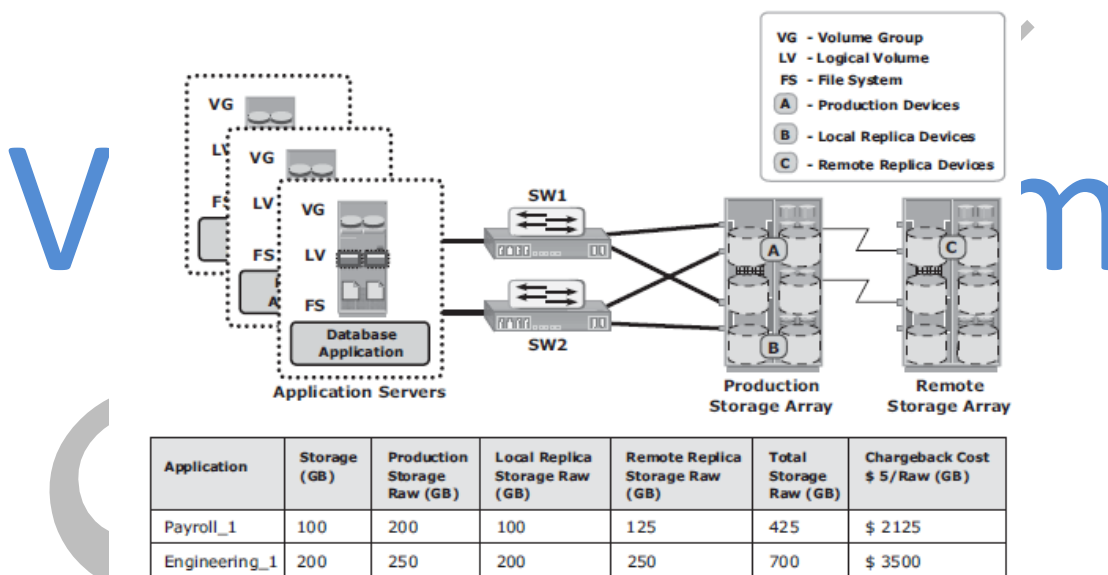 VG - Volume Group
LV - Logical Volume
FS - File System
A - Production Devices
B - Local Replica Devices
C - Remote Replica Devices
VG
LV
FS
VG
LV
FS
A
VG
LV
FS
Database
Application
Application Servers
SW1
SW2
A
B
Production
Storage Array
C
Remote
Storage Array
Application | Storage (GB) | Production Storage Raw (GB) | Local Replica Storage Raw (GB) | Remote Replica Storage Raw (GB) | Total Storage Raw (GB) | Chargeback Cost $ 5/Raw (GB)
Payroll_1 | 100 | 200 | 100 | 125 | 425 | $ 2125
Engineering_1 | 200 | 250 | 200 | 250 | 700 | $ 3500
V
m